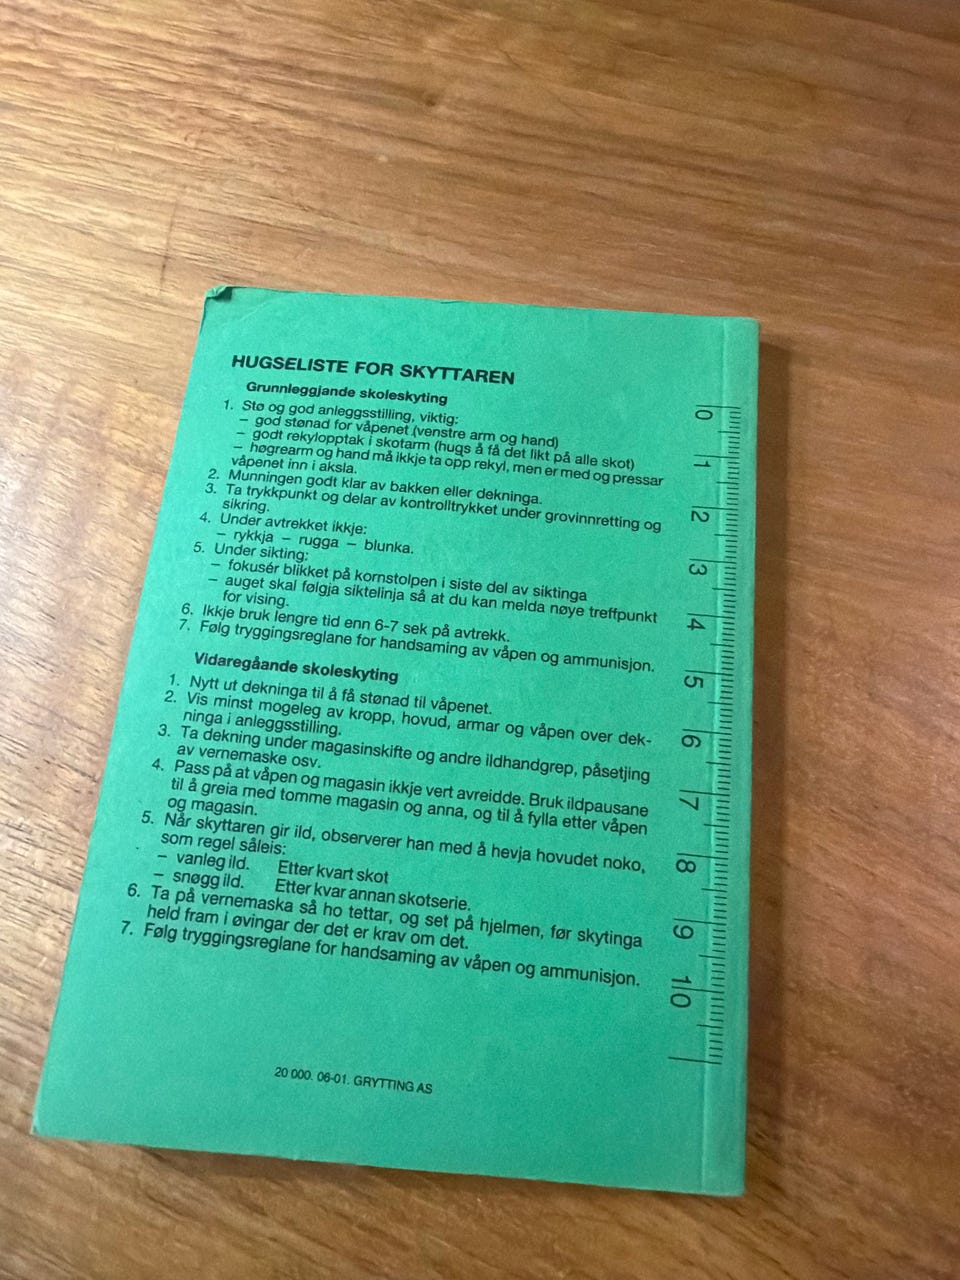 HUGSELISTE FOR SKYTTAREN
Grunnleggjande skoleskyting
1. Stø og god anleggsstilling, viktig:
– god stønad for våpenet (venstre arm og hand)
– godt rekylopptak i skotarm (hugs å få det likt på alle skot)
– høgrearm og hand må ikkje ta opp rekyl, men er med og pressar
våpenet inn i aksla.
2. Munningen godt klar av bakken eller dekninga.
3. Ta trykkpunkt og delar av kontrolltrykket under grovinnretting og
sikring.
4. Under avtrekket ikkje:
– rykkja – rugga – blunka.
5. Under sikting:
– fokusér blikket på kornstolpen i siste del av siktinga
– auget skal følgja siktelinja så at du kan melda nøye treffpunkt
for vising.
6. Ikkje bruk lengre tid enn 6-7 sek på avtrekk.
7. Følg tryggingsreglane for handsaming av våpen og ammunisjon.
Vidaregåande skoleskyting
1. Nytt ut dekninga til å få stønad til våpenet.
2. Vis minst mogeleg av kropp, hovud, armar og våpen over dek-
ninga i anleggsstilling.
3. Ta dekning under magasinskifte og andre ildhandgrep, påsetjing
av vernemaske osv.
4. Pass på at våpen og magasin ikkje vert avreidde. Bruk ildpausane
til å greia med tomme magasin og anna, og til å fylla etter våpen
og magasin.
5. Når skyttaren gir ild, observerer han med å hevja hovudet noko,
som regel såleis:
– vanleg ild. Etter kvart skot
– snøgg ild. Etter kvar annan skotserie.
6. Ta på vernemaska så ho tettar, og set på hjelmen, før skytinga
held fram i øvingar der det er krav om det.
7. Følg tryggingsreglane for handsaming av våpen og ammunisjon.
20 000. 06-01. GRYTTING AS
0
1
2
3
4
5
6
7
8
9
10